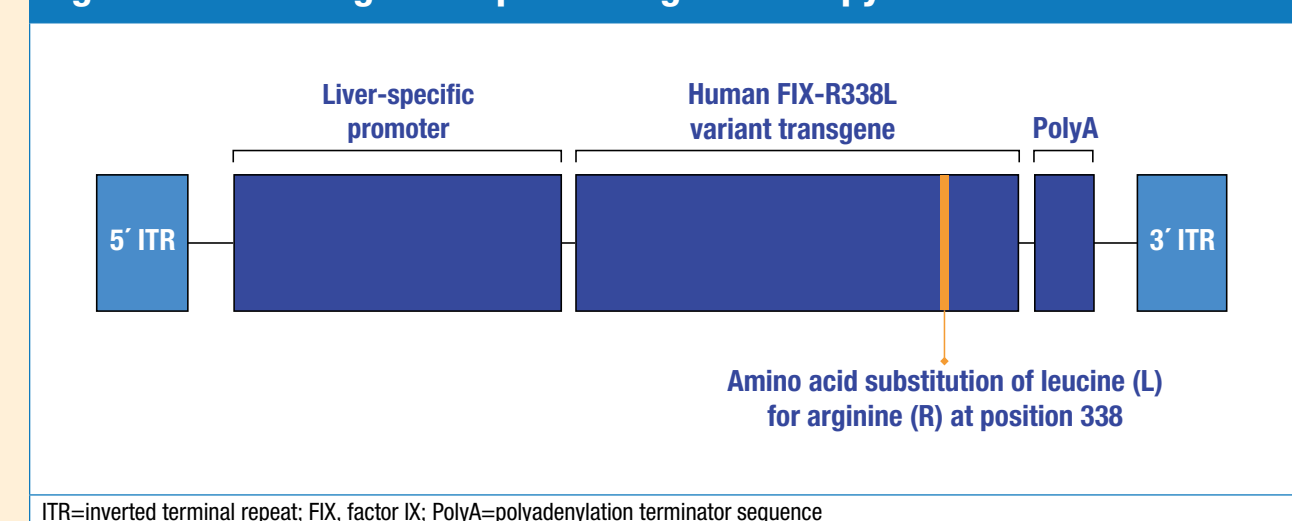 Liver-specific
promoter
Human FIX-R338L
variant transgene
PolyA
5´ ITR
3´ ITR
Amino acid substitution of leucine (L)
for arginine (R) at position 338
ITR=inverted terminal repeat; FIX, factor IX; PolyA=polyadenylation terminator sequence